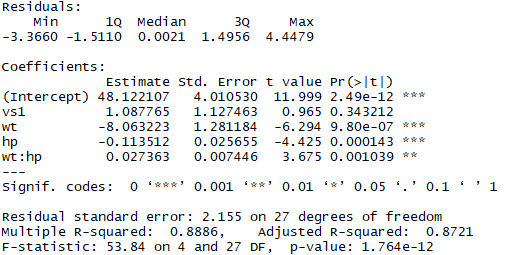 Residuals:
    Min      1Q  Median      3Q     Max
-3.3660 -1.5110  0.0021  1.4956  4.4479

Coefficients:
             Estimate Std. Error t value Pr(>|t|)
(Intercept) 48.122107   4.010530  11.999 2.49e-12 ***
vs1          1.087765   1.127463   0.965 0.343212
wt          -8.063223   1.281184  -6.294 9.80e-07 ***
hp          -0.113512   0.025655  -4.425 0.000143 ***
wt:hp        0.027363   0.007446   3.675 0.001039 **
---
Signif. codes:  0 ‘***’ 0.001 ‘**’ 0.01 ‘*’ 0.05 ‘.’ 0.1 ‘ ’ 1

Residual standard error: 2.155 on 27 degrees of freedom
Multiple R-squared:  0.8886,    Adjusted R-squared:  0.8721
F-statistic: 53.84 on 4 and 27 DF,  p-value: 1.764e-12